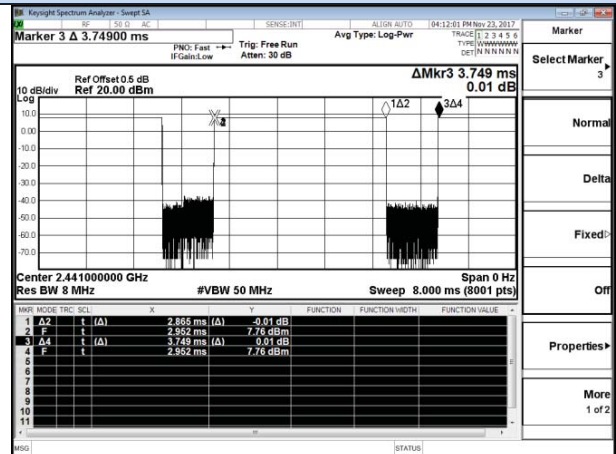 Keysight Spectrum Analyzer - Swept SA
RF 50 Ω AC SENSE:INT ALIGN AUTO 04:12:01 PM Nov 23, 2017
Marker 3 Δ 3.74900 ms
PNO: Fast
IFGain:Low
Trig: Free Run
Atten: 30 dB
Avg Type: Log-Pwr
TRACE 1 2 3 4 5 6
TYPE WWWWWW
DET N N N N N N
Ref Offset 0.5 dB
10 dB/div Ref 20.00 dBm
Log
ΔMkr3 3.749 ms
0.01 dB
1Δ2
3Δ4
10.0
0.00
-10.0
-20.0
-30.0
-40.0
-50.0
-60.0
-70.0
Center 2.441000000 GHz Span 0 Hz
Res BW 8 MHz #VBW 50 MHz Sweep 8.000 ms (8001 pts)
MKR MODE TRC SCL X Y FUNCTION FUNCTION WIDTH FUNCTION VALUE
1 Δ2 t (Δ) 2.865 ms (Δ) -0.01 dB
2 F t 2.952 ms 7.76 dBm
3 Δ4 t (Δ) 3.749 ms (Δ) 0.01 dB
4 F t 2.952 ms 7.76 dBm
5
6
7
8
9
10
11
MSG STATUS
Marker
Select Marker
3
Normal
Delta
Fixed
Off
Properties
More
1 of 2